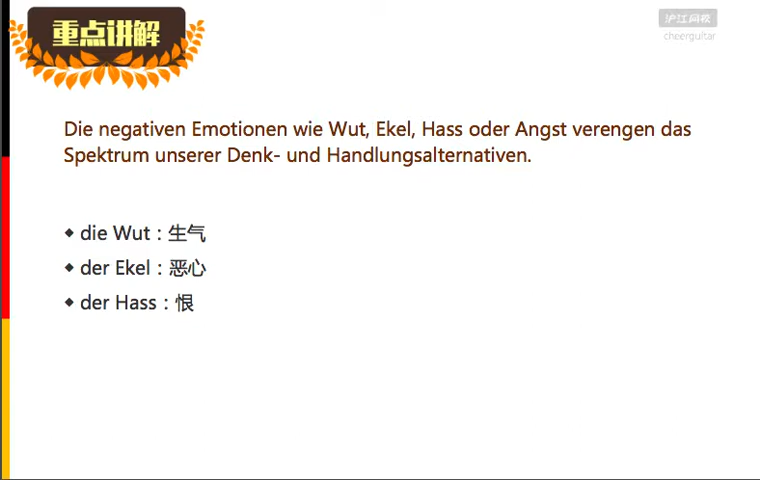 重点讲解
沪江网校
cheerguitar
Die negativen Emotionen wie Wut, Ekel, Hass oder Angst verengen das
Spektrum unserer Denk- und Handlungsalternativen.
◆ die Wut：生气
◆ der Ekel：恶心
◆ der Hass：恨